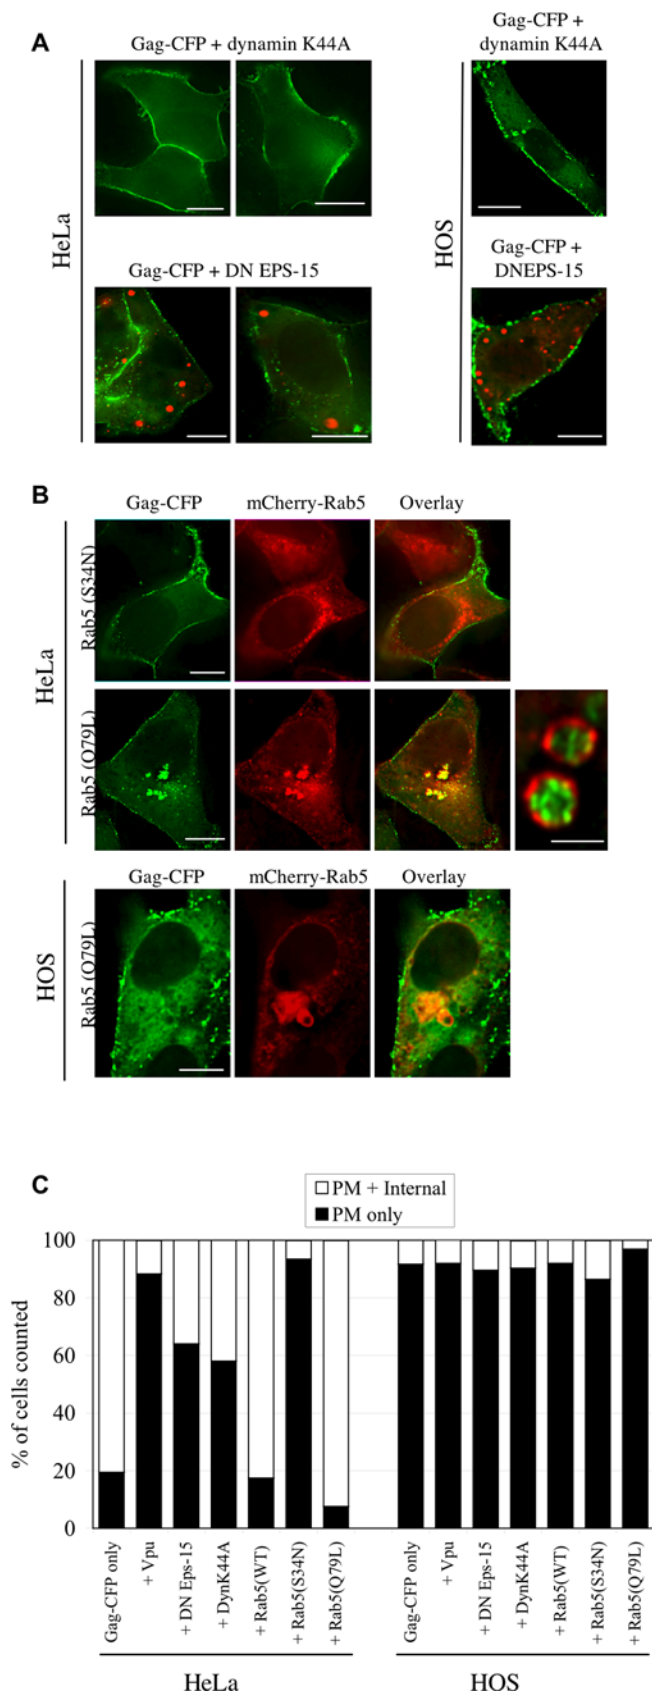 A
Gag-CFP + dynamin K44A
Gag-CFP +
dynamin K44A
HeLa
HOS
Gag-CFP + DN EPS-15
Gag-CFP +
DNEPS-15
B
Gag-CFP
mCherry-Rab5
Overlay
HeLa
Rab5 (S34N)
Rab5 (Q79L)
Gag-CFP
mCherry-Rab5
Overlay
HOS
Rab5 (Q79L)
C
PM + Internal
PM only
% of cells counted
100
80
60
40
20
0
Gag-CFP only
+ Vpu
+ DN Eps-15
+ DynK44A
+ Rab5(WT)
+ Rab5(S34N)
+ Rab5(Q79L)
Gag-CFP only
+ Vpu
+ DN Eps-15
+ DynK44A
+ Rab5(WT)
+ Rab5(S34N)
+ Rab5(Q79L)
HeLa
HOS